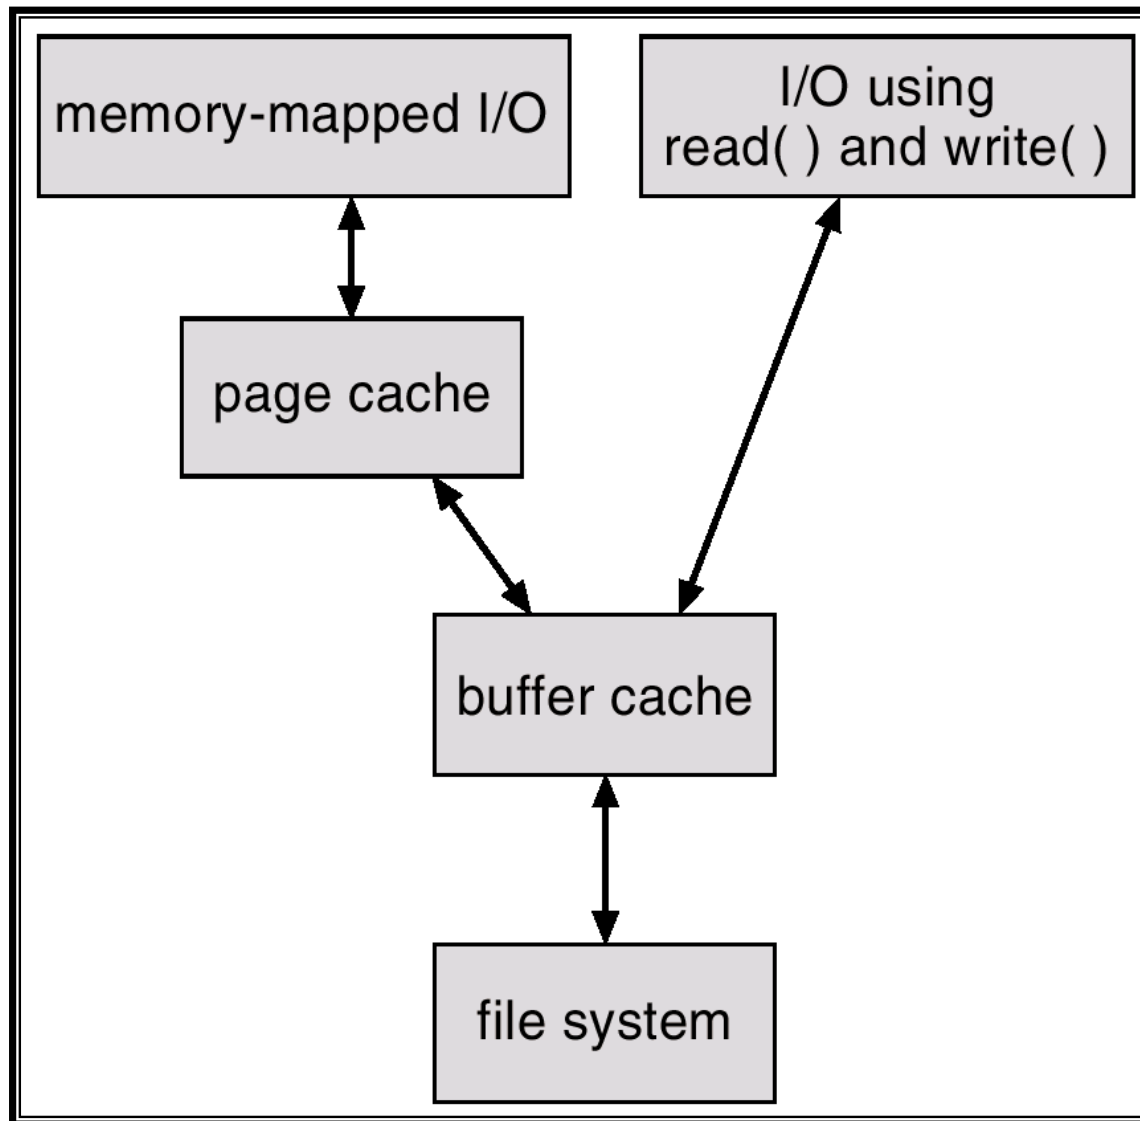 memory-mapped I/O
I/O using
read( ) and write( )
page cache
buffer cache
file system